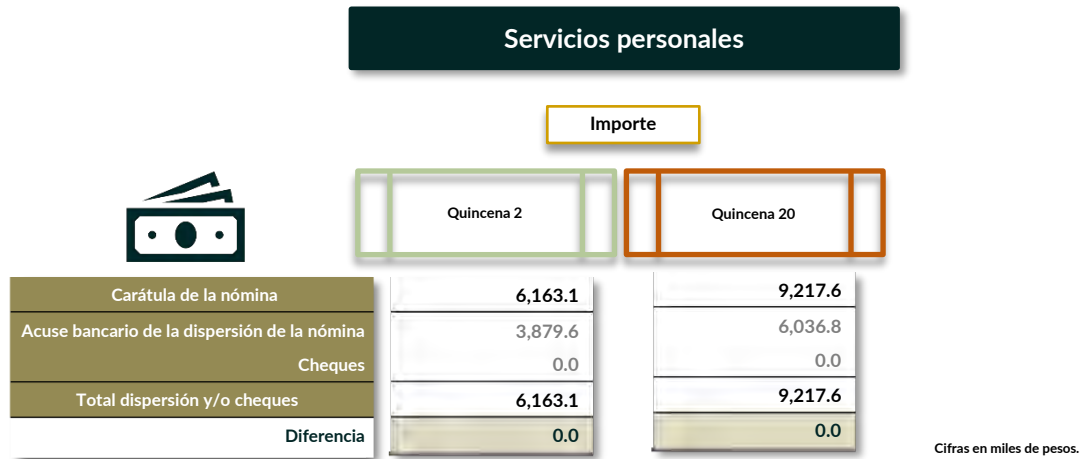 Servicios personales
Importe
Quincena 2
Quincena 20
Carátula de la nómina 6,163.1 9,217.6
Acuse bancario de la dispersión de la nómina 3,879.6 6,036.8
Cheques 0.0 0.0
Total dispersión y/o cheques 6,163.1 9,217.6
Diferencia 0.0 0.0
Cifras en miles de pesos.